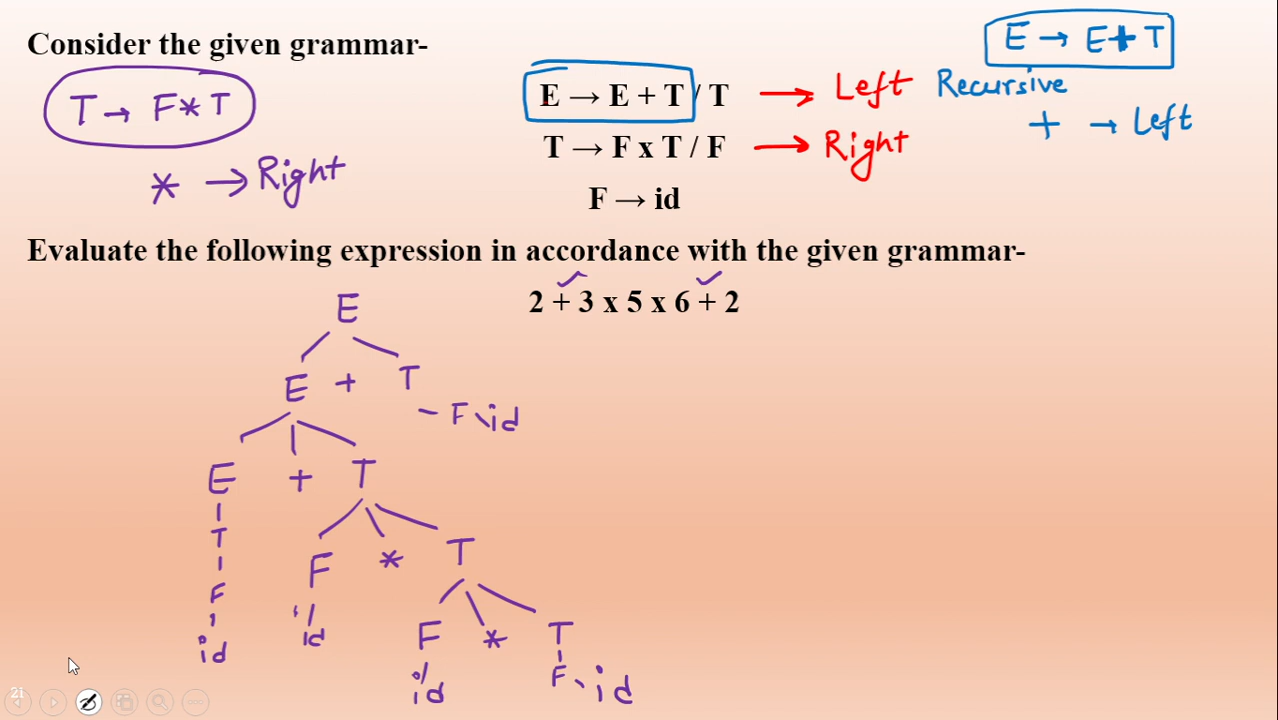 Consider the given grammar-
E → E + T
T → F * T
E → E + T / T → Left Recursive
+ → Left
T → F x T / F → Right
* → Right
F → id
Evaluate the following expression in accordance with the given grammar-
2 + 3 x 5 x 6 + 2
E
E + T
F id
E + T
T
F * T
F
id id
F * T
id F id
2i